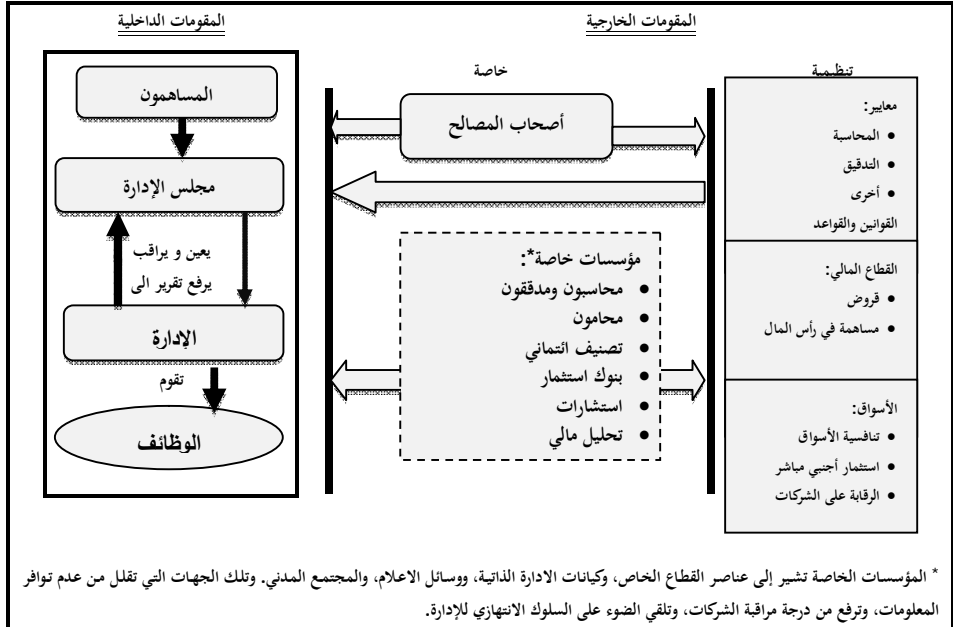 المقومات الخارجية
المقومات الداخلية
تنظيمية
خاصة
معايير:
• المحاسبة
• التدقيق
• أخرى
القوانين والقواعد
القطاع المالي:
• قروض
• مساهمة في رأس المال
الأسواق:
• تنافسية الأسواق
• استثمار أجنبي مباشر
• الرقابة على الشركات
أصحاب المصالح
مؤسسات خاصة*:
• محاسبون ومدققون
• محامون
• تصنيف ائتماني
• بنوك استثمار
• استشارات
• تحليل مالي
المساهمون
مجلس الإدارة
يعين و يراقب
يرفع تقرير الى
الإدارة
تقوم
الوظائف
* المؤسسات الخاصة تشير إلى عناصر القطاع الخاص، وكيانات الادارة الذاتية، ووسائل الاعلام، والمجتمع المدني. وتلك الجهات التي تقلل من عدم توافر
المعلومات، وترفع من درجة مراقبة الشركات، وتلقي الضوء على السلوك الانتهازي للإدارة.